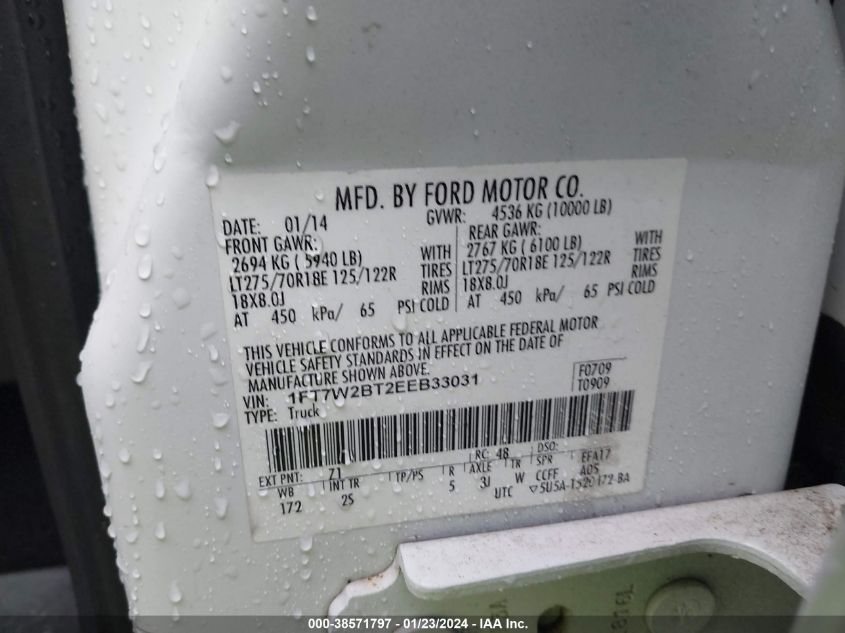 MFD. BY FORD MOTOR CO.
DATE: 01/14 GVWR: 4536 KG (10000 LB)
FRONT GAWR: REAR GAWR:
2694 KG ( 5940 LB) WITH 2767 KG ( 6100 LB) WITH
LT275/70R18E 125/122R TIRES LT275/70R18E 125/122R TIRES
18X8.0J RIMS 18X8.0J RIMS
AT 450 kPa/ 65 PSI COLD AT 450 kPa/ 65 PSI COLD
THIS VEHICLE CONFORMS TO ALL APPLICABLE FEDERAL MOTOR
VEHICLE SAFETY STANDARDS IN EFFECT ON THE DATE OF
MANUFACTURE SHOWN ABOVE.
VIN: 1FT7W2BT2EEB33031
F0709
T0909
TYPE: Truck
EXT PNT: Z1 RC: 48 DSO:
WB INT TR TP/PS R AXLE TR SPR EFA17
172 2S 5 3J W CCFF A05
UTC ▽5U5A-1520172-BA
000-38571797 - 01/23/2024 - IAA Inc.